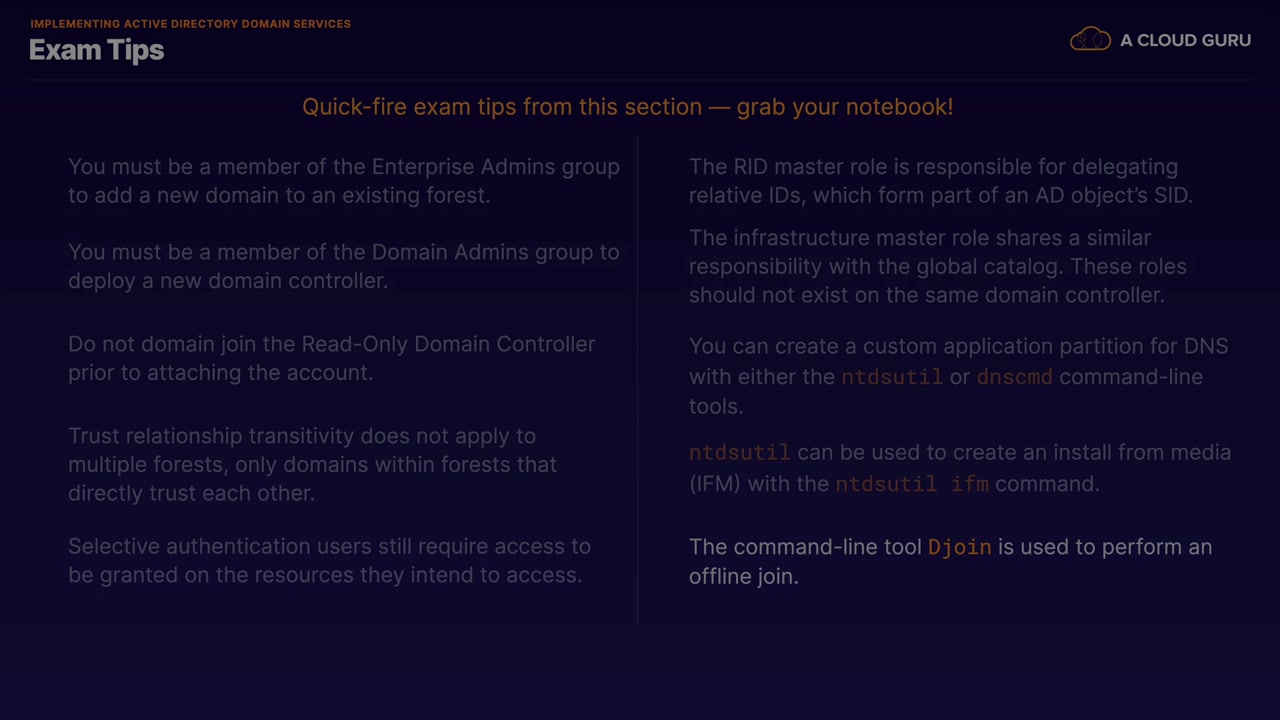 IMPLEMENTING ACTIVE DIRECTORY DOMAIN SERVICES
Exam Tips
A CLOUD GURU
Quick-fire exam tips from this section — grab your notebook!
You must be a member of the Enterprise Admins group
to add a new domain to an existing forest.
You must be a member of the Domain Admins group to
deploy a new domain controller.
Do not domain join the Read-Only Domain Controller
prior to attaching the account.
Trust relationship transitivity does not apply to
multiple forests, only domains within forests that
directly trust each other.
Selective authentication users still require access to
be granted on the resources they intend to access.
The RID master role is responsible for delegating
relative IDs, which form part of an AD object’s SID.
The infrastructure master role shares a similar
responsibility with the global catalog. These roles
should not exist on the same domain controller.
You can create a custom application partition for DNS
with either the ntdsutil or dnscmd command-line
tools.
ntdsutil can be used to create an install from media
(IFM) with the ntdsutil ifm command.
The command-line tool Djoin is used to perform an
offline join.